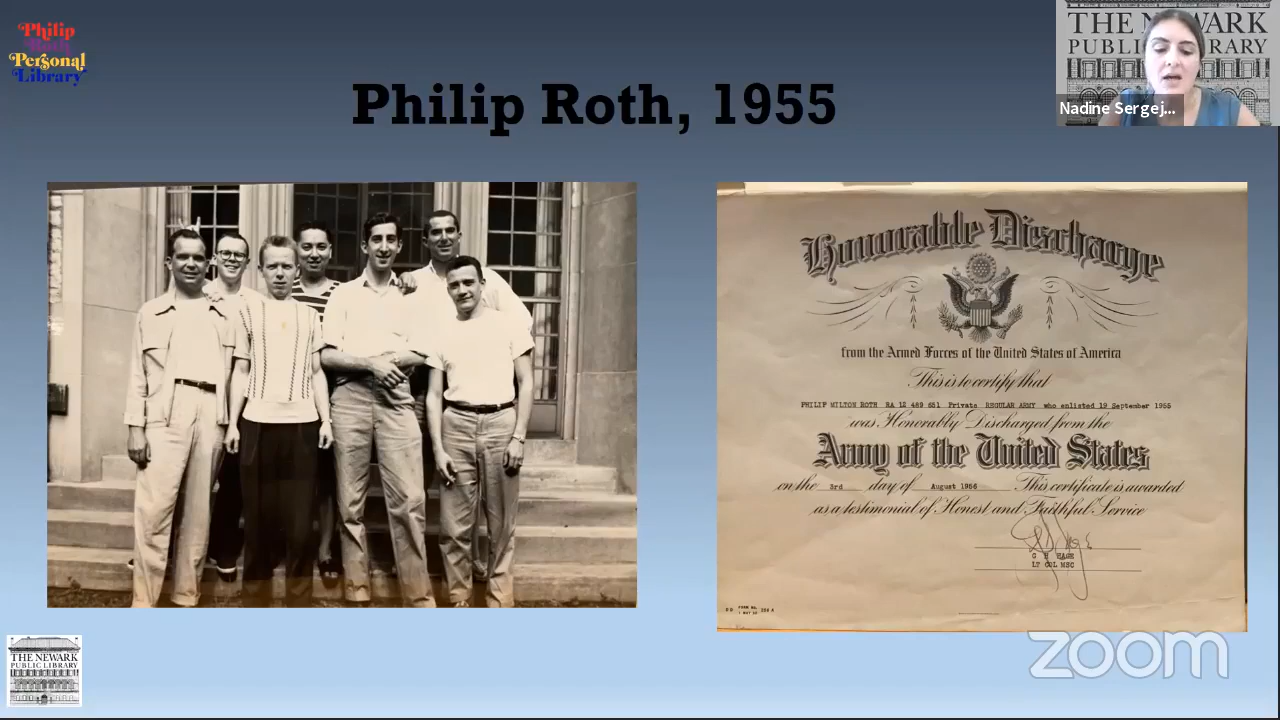 Philip
Roth
Personal
Library
Philip Roth, 1955
THE NEWARK
PUBLIC LIBRARY
Nadine Sergej...
Honorable Discharge
from the Armed Forces of the United States of America
This is to certify that
PHILIP MILTON ROTH RA 12 469 651 Private REGULAR ARMY who enlisted 19 September 1955
was Honorably Discharged from the
Army of the United States
on the 3rd day of August 1956 This certificate is awarded
as a testimonial of Honest and Faithful Service
C H HAGE
LT COL MSC
DD FORM NO.
THE NEWARK
PUBLIC LIBRARY
zoom